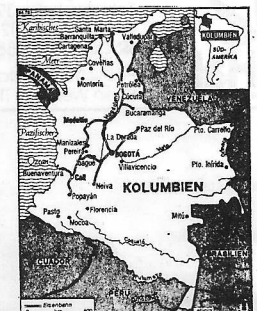 Karibisches
Meer
Santa Marta
Barranquilla
Cartagena
Valledupar
Coveñas
Montería
PANAMA
Petrólea
Cúcuta
VENEZUELA
Bucaramanga
Medellín
Paz del Río
Pto. Carreño
La Dorada
Pazifischer
Ozean
Manizales
Pereira
Ibagué
BOGOTÁ
Villavicencio
Pto. Inírida
Buenaventura
Cali
Neiva
KOLUMBIEN
Popayán
Florencia
Mitú
Pasto
Mocoa
BRASILIEN
ECUADOR
PERU
Eisenbahn
KOLUMBIEN
SÜD-
AMERIKA